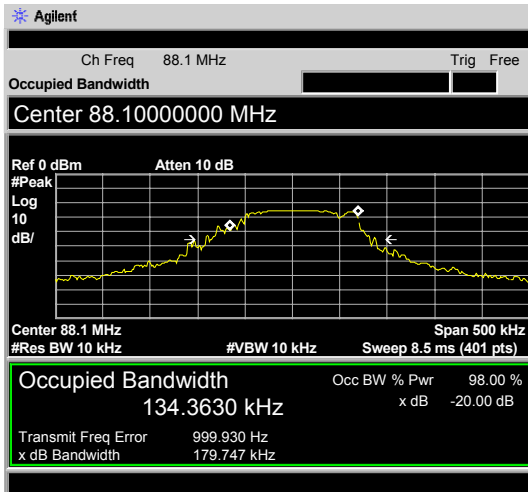 Agilent
Ch Freq 88.1 MHz Trig Free
Occupied Bandwidth
Center 88.10000000 MHz
Ref 0 dBm Atten 10 dB
#Peak
Log
10
dB/
Center 88.1 MHz Span 500 kHz
#Res BW 10 kHz #VBW 10 kHz Sweep 8.5 ms (401 pts)
Occupied Bandwidth Occ BW % Pwr 98.00 %
134.3630 kHz x dB -20.00 dB
Transmit Freq Error 999.930 Hz
x dB Bandwidth 179.747 kHz